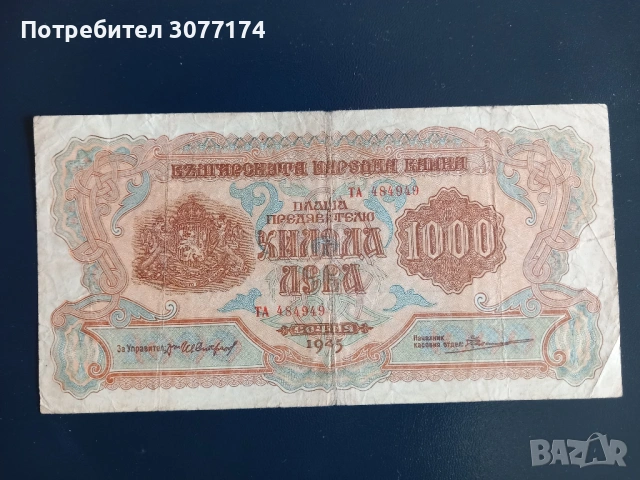 Потребител 3077174
БЪЛГАРСКАТА НАРОДНА БАНКА
ТА 484949
ПЛАЩА
ПРЕДЯВИТЕЛЮ
ХИЛЯДА
1000
ЛЕВА
ТА 484949
СОФИЯ
1945
За Управител
Началник
касовия отдел
BAZAR